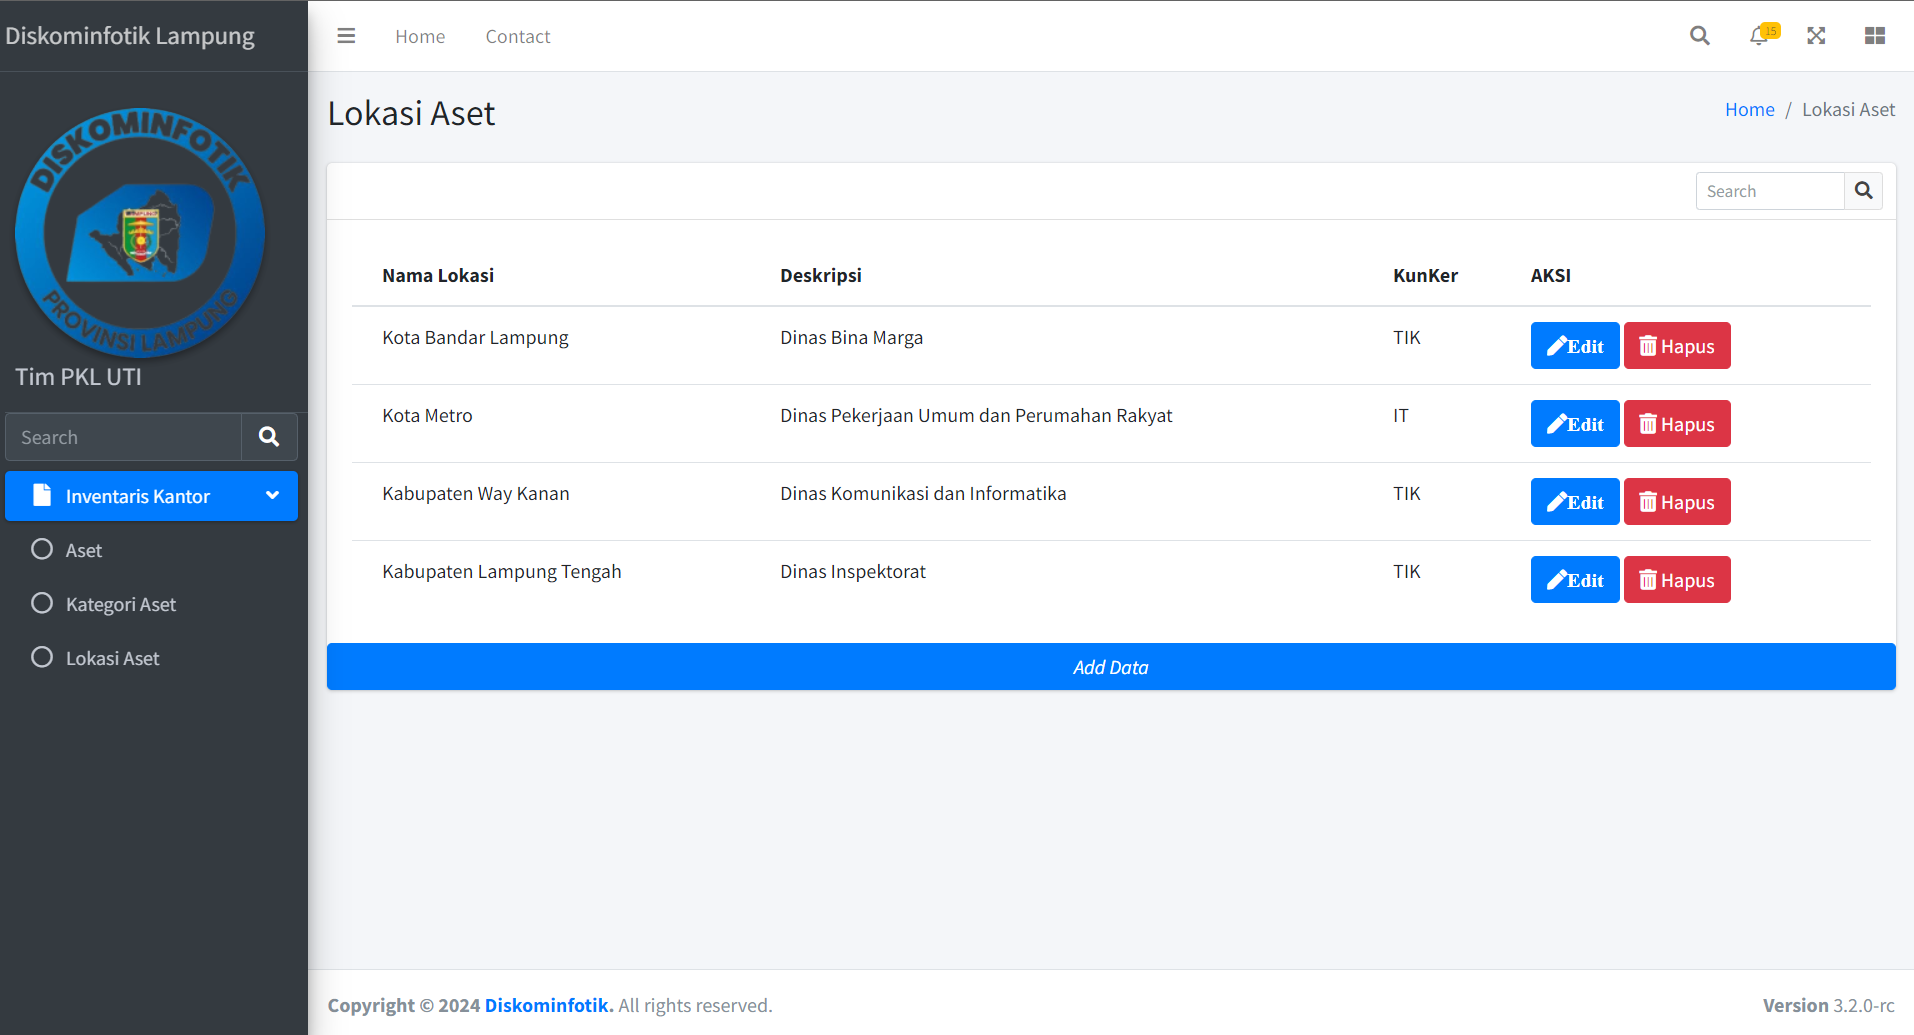 Diskominfotik Lampung
Home Contact
15
DISKOMINFOTIK
PROVINSI LAMPUNG
Tim PKL UTI
Search
Inventaris Kantor
Aset
Kategori Aset
Lokasi Aset
Lokasi Aset
Home / Lokasi Aset
Search
Nama Lokasi Deskripsi KunKer AKSI
Kota Bandar Lampung Dinas Bina Marga TIK Edit Hapus
Kota Metro Dinas Pekerjaan Umum dan Perumahan Rakyat IT Edit Hapus
Kabupaten Way Kanan Dinas Komunikasi dan Informatika TIK Edit Hapus
Kabupaten Lampung Tengah Dinas Inspektorat TIK Edit Hapus
Add Data
Copyright © 2024 Diskominfotik. All rights reserved.
Version 3.2.0-rc